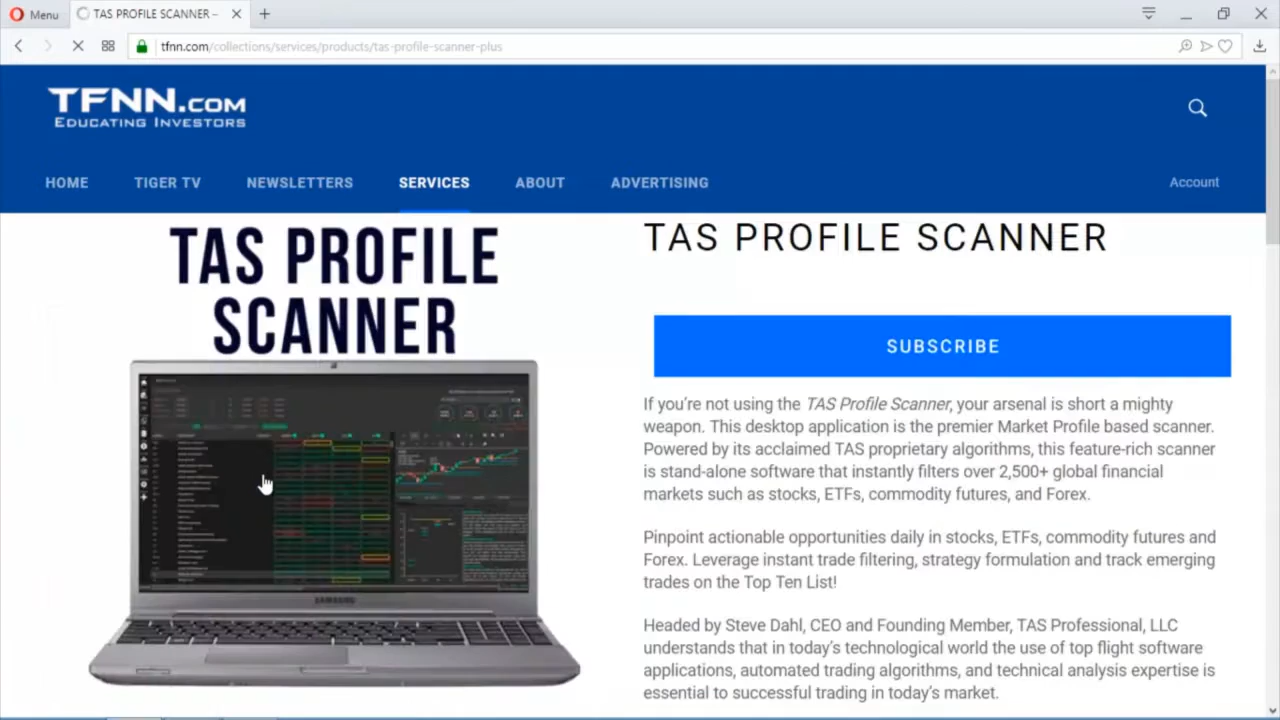 Menu
TAS PROFILE SCANNER –
tfnn.com/collections/services/products/tas-profile-scanner-plus
TFNN.COM
EDUCATING INVESTORS
HOME
TIGER TV
NEWSLETTERS
SERVICES
ABOUT
ADVERTISING
Account
TAS PROFILE
SCANNER
SAMSUNG
TAS PROFILE SCANNER
SUBSCRIBE
If you're not using the TAS Profile Scanner, your arsenal is short a mighty
weapon. This desktop application is the premier Market Profile based scanner.
Powered by its acclaimed TAS proprietary algorithms, this feature-rich scanner
is stand-alone software that instantly filters over 2,500+ global financial
markets such as stocks, ETFs, commodity futures, and Forex.
Pinpoint actionable opportunities daily in stocks, ETFs, commodity futures and
Forex. Leverage instant trade filtering, strategy formulation and track emerging
trades on the Top Ten List!
Headed by Steve Dahl, CEO and Founding Member, TAS Professional, LLC
understands that in today's technological world the use of top flight software
applications, automated trading algorithms, and technical analysis expertise is
essential to successful trading in today's market.